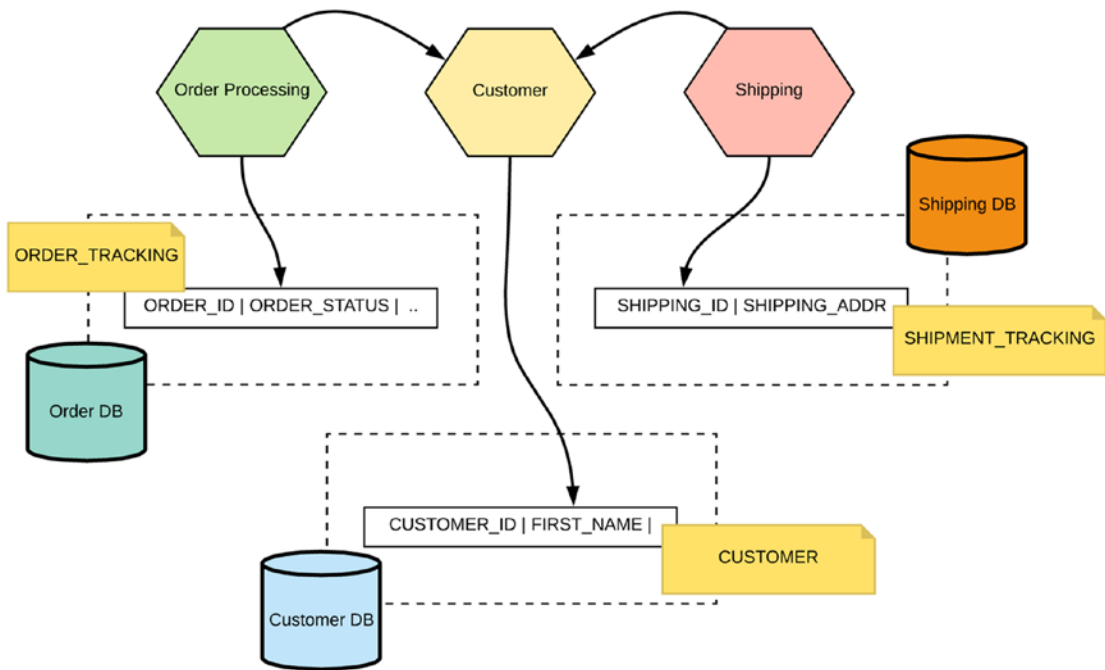 Order Processing
Customer
Shipping
Shipping DB
ORDER_TRACKING
ORDER_ID | ORDER_STATUS | ..
SHIPPING_ID | SHIPPING_ADDR
SHIPMENT_TRACKING
Order DB
CUSTOMER_ID | FIRST_NAME |
CUSTOMER
Customer DB